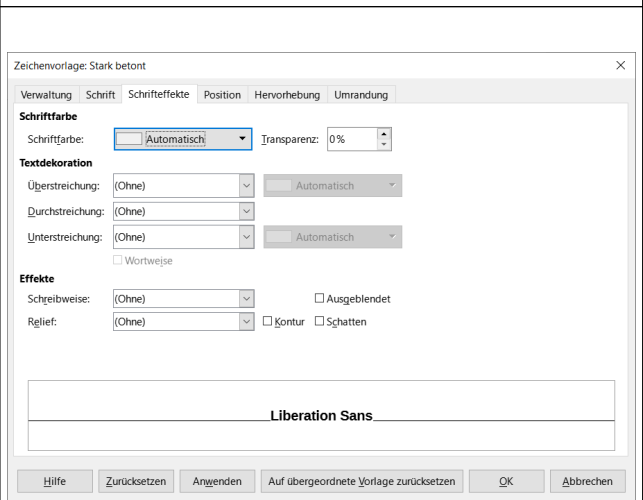 Zeichenvorlage: Stark betont
Verwaltung Schrift Schrifteffekte Position Hervorhebung Umrandung
Schriftfarbe
Schriftfarbe: Automatisch Transparenz: 0%
Textdekoration
Überstreichung: (Ohne) Automatisch
Durchstreichung: (Ohne)
Unterstreichung: (Ohne) Automatisch
Wortweise
Effekte
Schreibweise: (Ohne) Ausgeblendet
Relief: (Ohne) Kontur Schatten
Liberation Sans
Hilfe Zurücksetzen Anwenden Auf übergeordnete Vorlage zurücksetzen OK Abbrechen